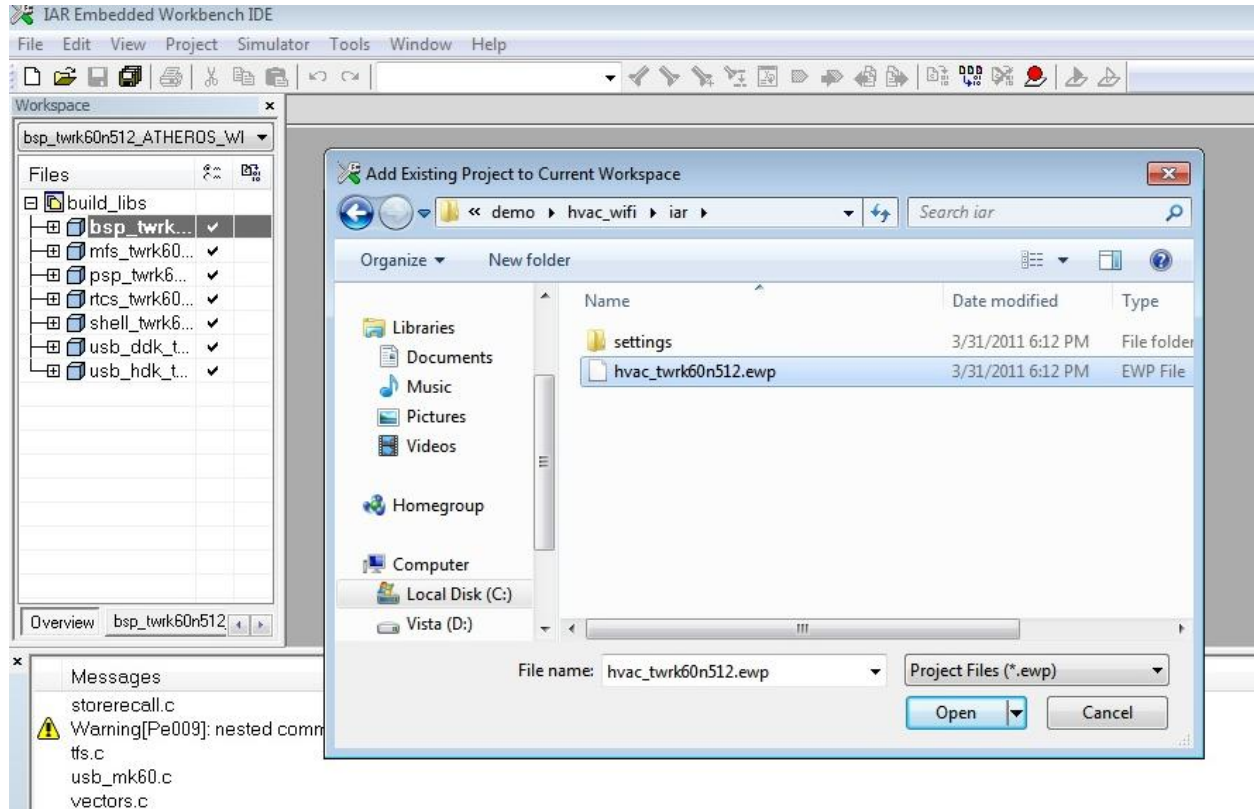 IAR Embedded Workbench IDE
File Edit View Project Simulator Tools Window Help
Workspace
bsp_twrk60n512_ATHEROS_WI
Files
build_libs
bsp_twrk...
mfs_twrk60...
psp_twrk6...
rtcs_twrk60...
shell_twrk6...
usb_ddk_t...
usb_hdk_t...
Overview bsp_twrk60n512
Add Existing Project to Current Workspace
« demo hvac_wifi iar
Search iar
Organize New folder
Name Date modified Type
settings 3/31/2011 6:12 PM File folder
hvac_twrk60n512.ewp 3/31/2011 6:12 PM EWP File
Libraries
Documents
Music
Pictures
Videos
Homegroup
Computer
Local Disk (C:)
Vista (D:)
File name: hvac_twrk60n512.ewp Project Files (*.ewp)
Open Cancel
Messages
storerecall.c
Warning[Pe009]: nested comm
tfs.c
usb_mk60.c
vectors.c